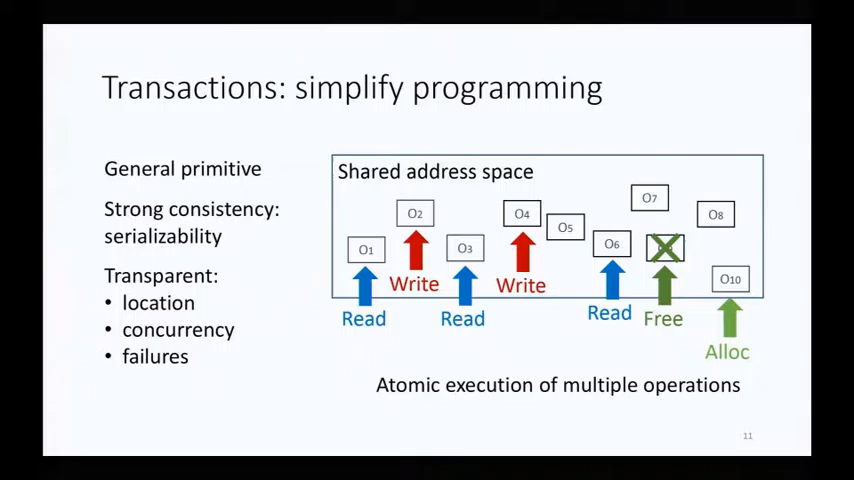 Transactions: simplify programming
General primitive
Strong consistency:
serializability
Transparent:
• location
• concurrency
• failures
Shared address space
O1
O2
O3
O4
O5
O6
O7
O8
O10
Read
Write
Read
Write
Read
Free
Alloc
Atomic execution of multiple operations
11